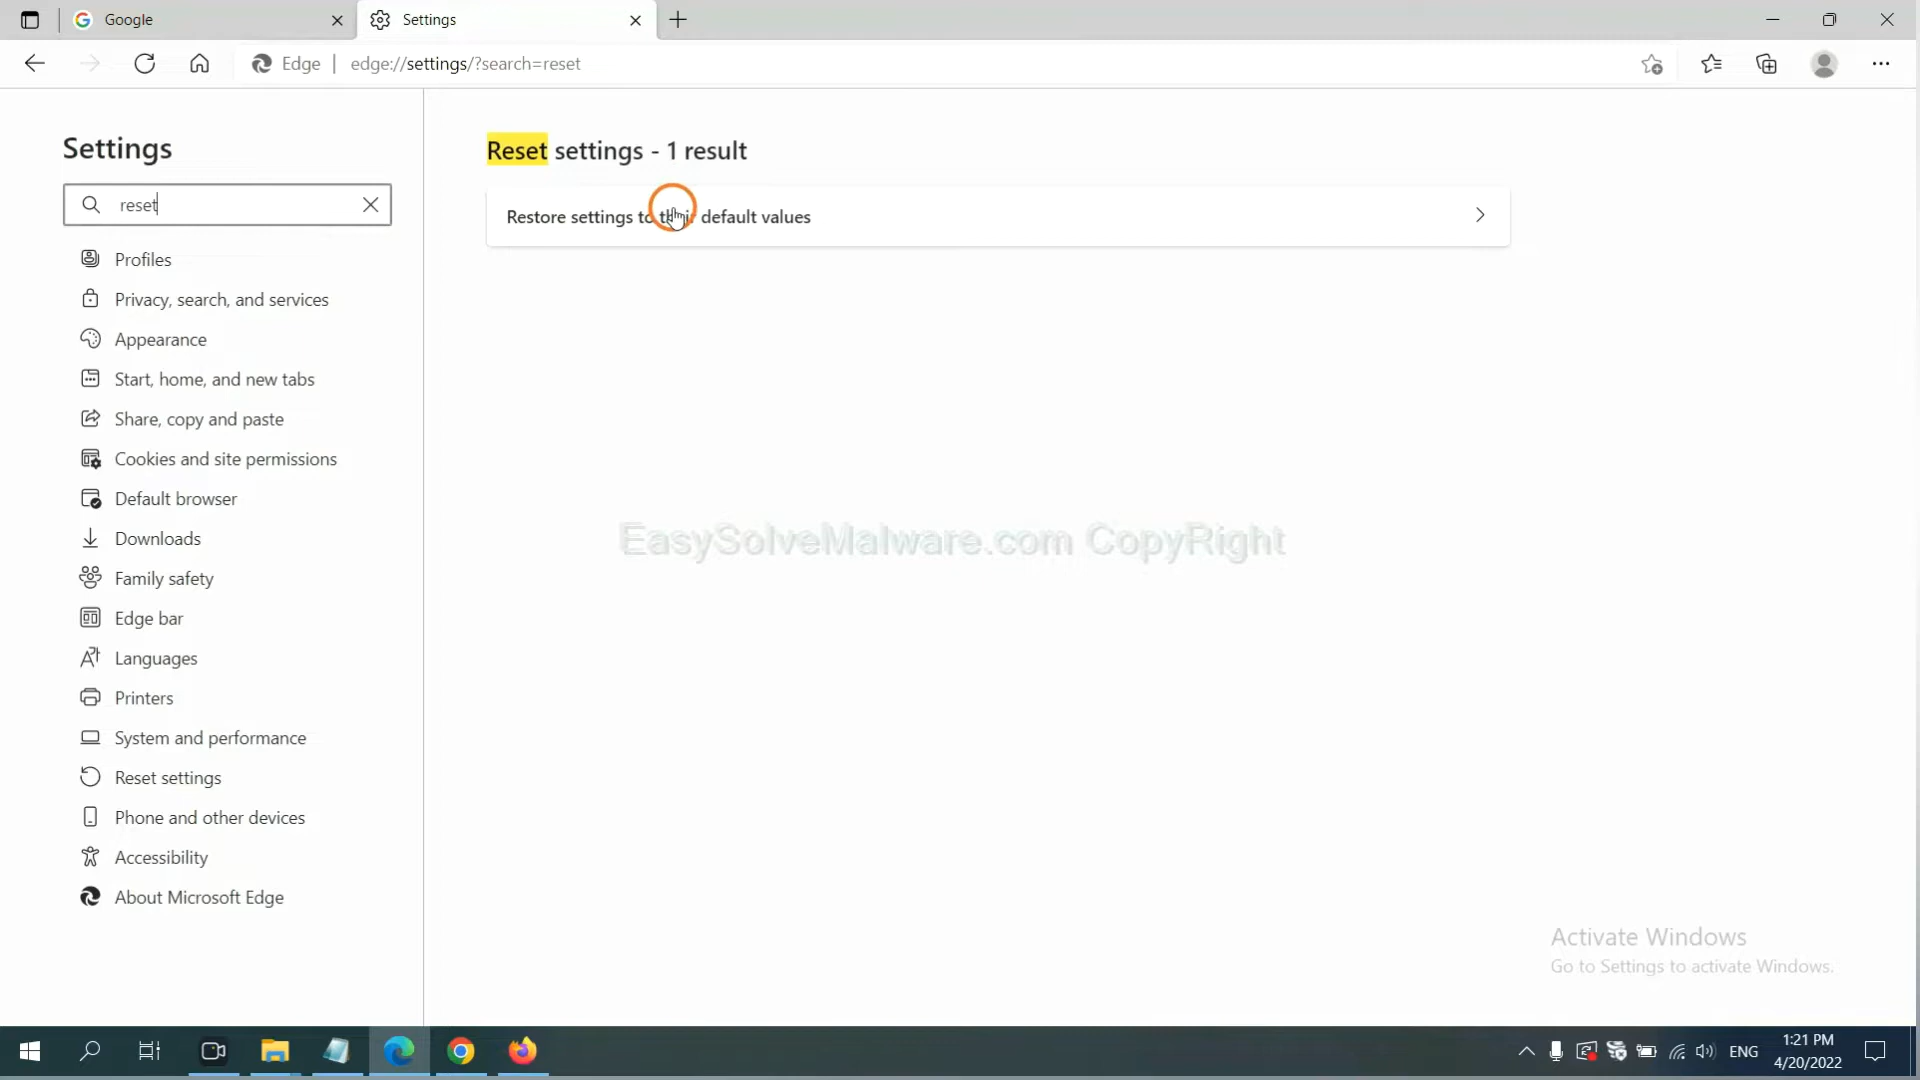 Google
Settings
Edge
edge://settings/?search=reset
Settings
reset
Profiles
Privacy, search, and services
Appearance
Start, home, and new tabs
Share, copy and paste
Cookies and site permissions
Default browser
Downloads
Family safety
Edge bar
Languages
Printers
System and performance
Reset settings
Phone and other devices
Accessibility
About Microsoft Edge
Reset settings - 1 result
Restore settings to their default values
EasySolveMalware.com CopyRight
Activate Windows
Go to Settings to activate Windows.
ENG
1:21 PM
4/20/2022